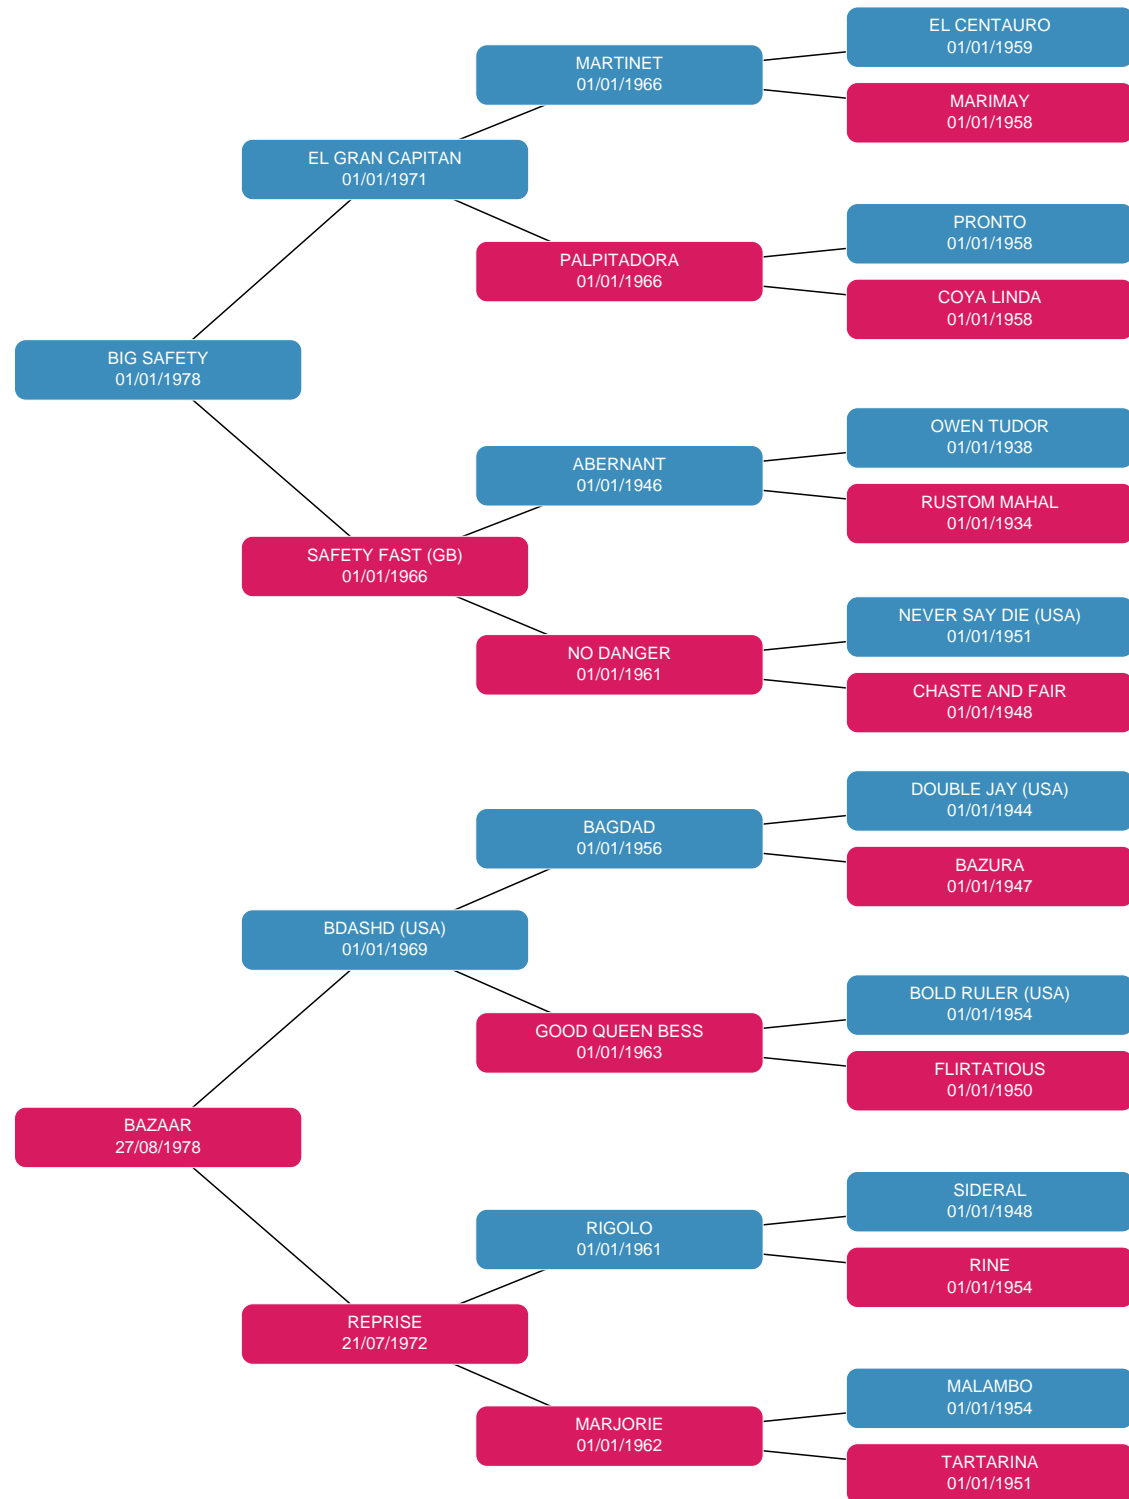 EL CENTAURO
01/01/1959
MARTINET
01/01/1966
MARIMAY
01/01/1958
EL GRAN CAPITAN
01/01/1971
PRONTO
01/01/1958
PALPITADORA
01/01/1966
COYA LINDA
01/01/1958
BIG SAFETY
01/01/1978
OWEN TUDOR
01/01/1938
ABERNANT
01/01/1946
RUSTOM MAHAL
01/01/1934
SAFETY FAST (GB)
01/01/1966
NEVER SAY DIE (USA)
01/01/1951
NO DANGER
01/01/1961
CHASTE AND FAIR
01/01/1948
DOUBLE JAY (USA)
01/01/1944
BAGDAD
01/01/1956
BAZURA
01/01/1947
BDASHD (USA)
01/01/1969
BOLD RULER (USA)
01/01/1954
GOOD QUEEN BESS
01/01/1963
FLIRTATIOUS
01/01/1950
BAZAAR
27/08/1978
SIDERAL
01/01/1948
RIGOLO
01/01/1961
RINE
01/01/1954
REPRISE
21/07/1972
MALAMBO
01/01/1954
MARJORIE
01/01/1962
TARTARINA
01/01/1951